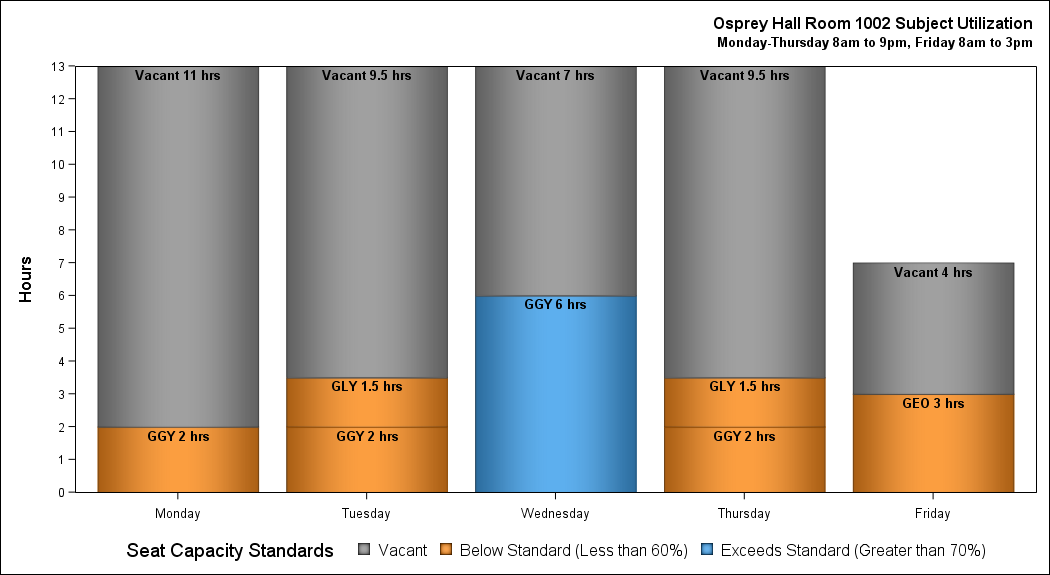 Osprey Hall Room 1002 Subject Utilization
Monday-Thursday 8am to 9pm, Friday 8am to 3pm
Hours
13
12
11
10
9
8
7
6
5
4
3
2
1
0
Vacant 11 hrs
GGY 2 hrs
Vacant 9.5 hrs
GLY 1.5 hrs
GGY 2 hrs
Vacant 7 hrs
GGY 6 hrs
Vacant 9.5 hrs
GLY 1.5 hrs
GGY 2 hrs
Vacant 4 hrs
GEO 3 hrs
Monday Tuesday Wednesday Thursday Friday
Seat Capacity Standards Vacant Below Standard (Less than 60%) Exceeds Standard (Greater than 70%)